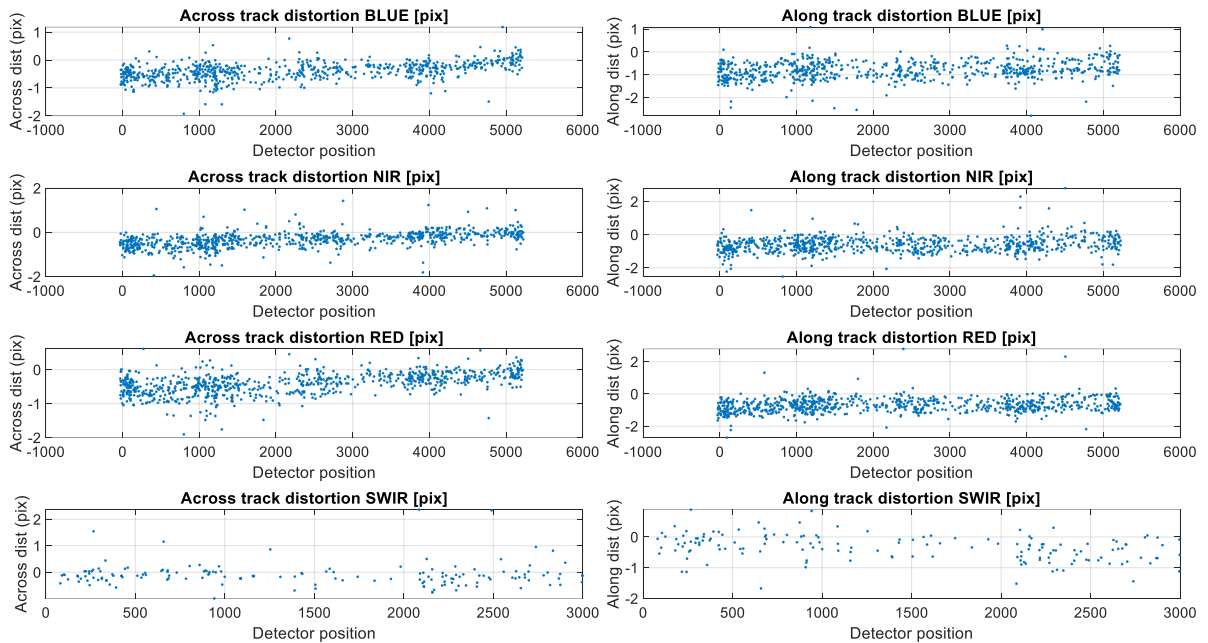 Across track distortion BLUE [pix]
Across dist (pix)
1
0
-1
-2
-1000 0 1000 2000 3000 4000 5000 6000
Detector position
Along track distortion BLUE [pix]
Along dist (pix)
1
0
-1
-2
-1000 0 1000 2000 3000 4000 5000 6000
Detector position
Across track distortion NIR [pix]
Across dist (pix)
2
0
-2
-1000 0 1000 2000 3000 4000 5000 6000
Detector position
Along track distortion NIR [pix]
Along dist (pix)
2
0
-2
-1000 0 1000 2000 3000 4000 5000 6000
Detector position
Across track distortion RED [pix]
Across dist (pix)
0
-1
-2
-1000 0 1000 2000 3000 4000 5000 6000
Detector position
Along track distortion RED [pix]
Along dist (pix)
2
0
-2
-1000 0 1000 2000 3000 4000 5000 6000
Detector position
Across track distortion SWIR [pix]
Across dist (pix)
2
1
0
0 500 1000 1500 2000 2500 3000
Detector position
Along track distortion SWIR [pix]
Along dist (pix)
0
-1
-2
0 500 1000 1500 2000 2500 3000
Detector position